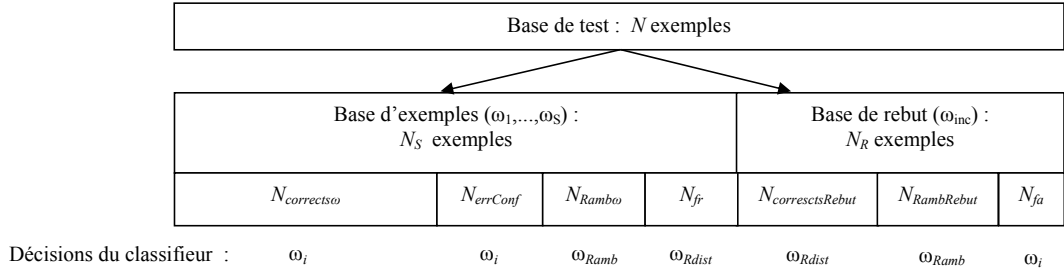 Base de test : N exemples
Base d’exemples (ω1,...,ωS) :
NS exemples
Base de rebut (ωinc) :
NR exemples
Ncorrectsω NerrConf NRambω Nfr NcorresctsRebut NRambRebut Nfa
Décisions du classifieur : ωi ωi ωRamb ωRdist ωRdist ωRamb ωi